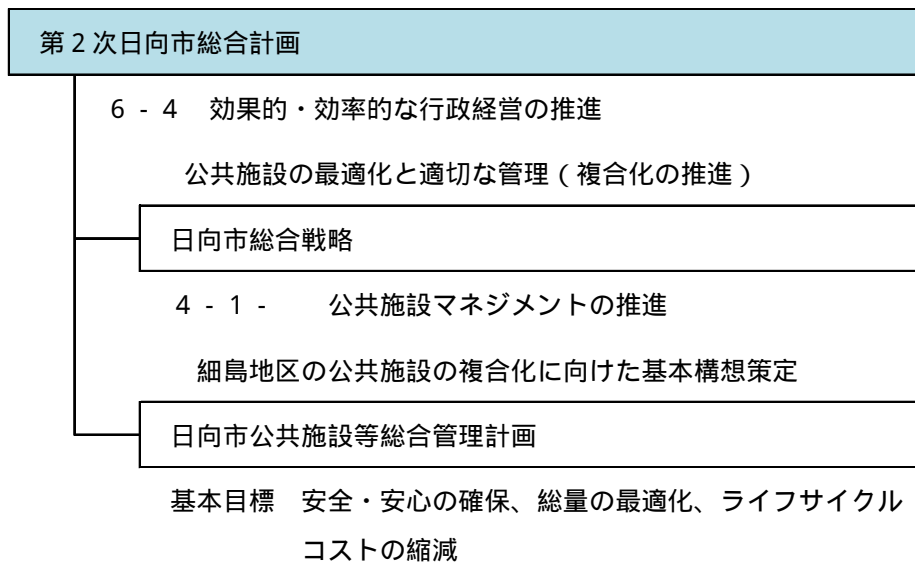 第２次日向市総合計画
６‐４　効果的・効率的な行政経営の推進
公共施設の最適化と適切な管理（複合化の推進）
日向市総合戦略
４‐１‐　　公共施設マネジメントの推進
細島地区の公共施設の複合化に向けた基本構想策定
日向市公共施設等総合管理計画
基本目標　安全・安心の確保、総量の最適化、ライフサイクル
コストの縮減